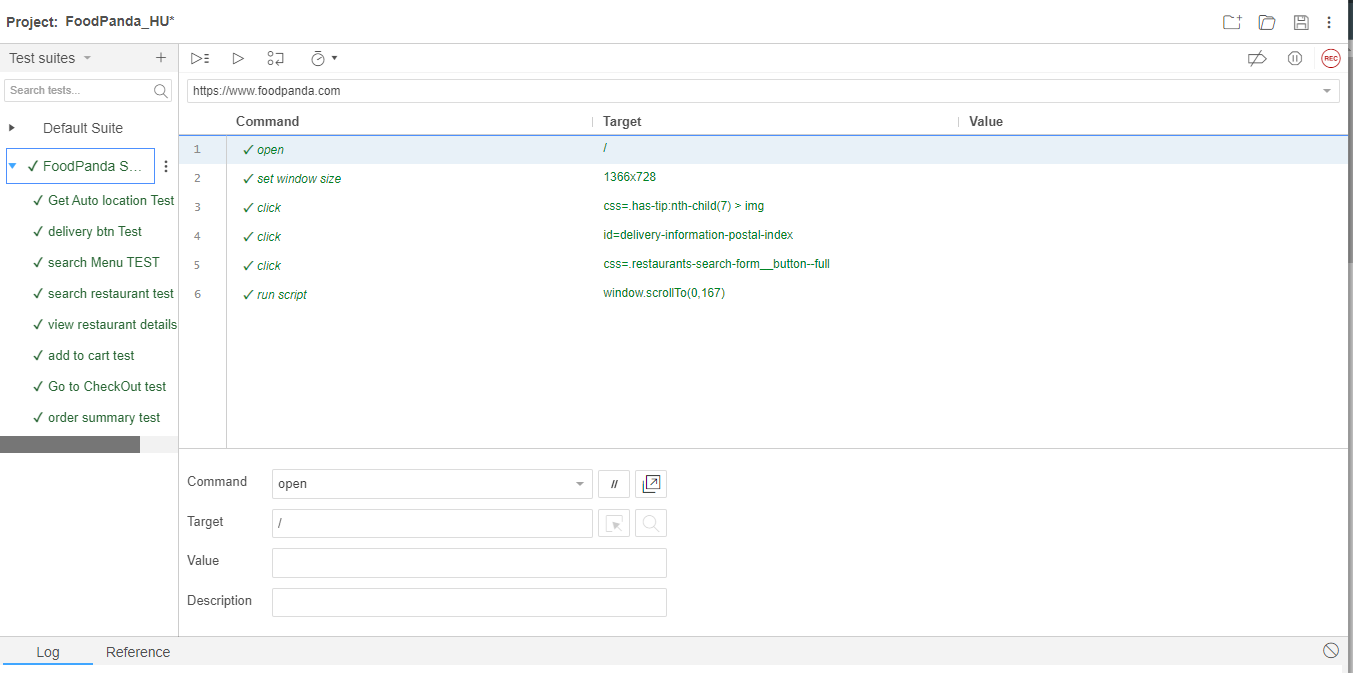 Project: FoodPanda_HU*
Test suites
Search tests...
Default Suite
FoodPanda S...
Get Auto location Test
delivery btn Test
search Menu TEST
search restaurant test
view restaurant details
add to cart test
Go to CheckOut test
order summary test
REC
https://www.foodpanda.com
Command Target Value
1 open /
2 set window size 1366x728
3 click css=.has-tip:nth-child(7) > img
4 click id=delivery-information-postal-index
5 click css=.restaurants-search-form__button--full
6 run script window.scrollTo(0,167)
Command open //
Target /
Value
Description
Log Reference